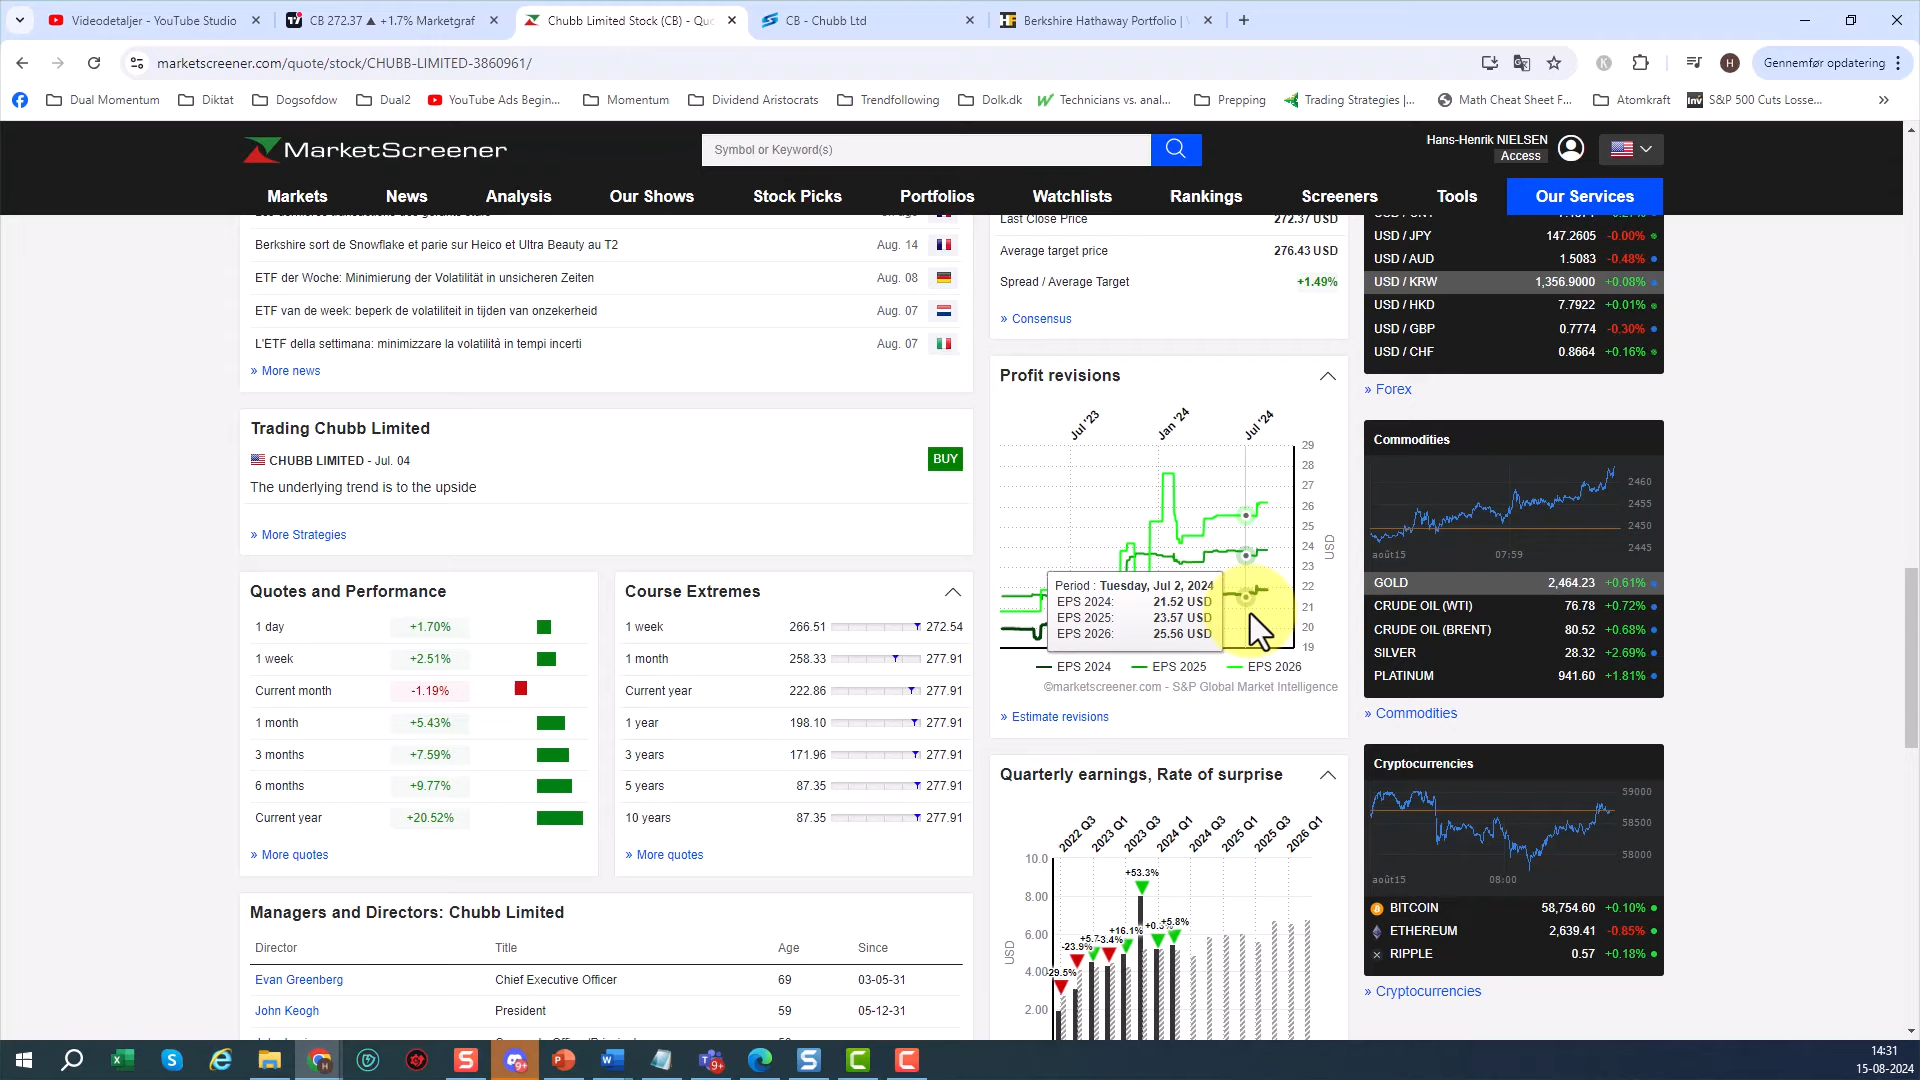 Videodetaljer - YouTube Studio
CB 272.37 ▲ +1.7% Marketgraf
Chubb Limited Stock (CB) - Quo
CB - Chubb Ltd
Berkshire Hathaway Portfolio |
marketscreener.com/quote/stock/CHUBB-LIMITED-3860961/
K
H
Gennemfør opdatering
Dual Momentum
Diktat
Dogsofdow
Dual2
YouTube Ads Begin...
Momentum
Dividend Aristocrats
Trendfollowing
Dolk.dk
Technicians vs. anal...
Prepping
Trading Strategies |...
Math Cheat Sheet F...
Atomkraft
Inv
S&P 500 Cuts Losse...
MarketScreener
Symbol or Keyword(s)
Hans-Henrik NIELSEN
Access
Markets
News
Analysis
Our Shows
Stock Picks
Portfolios
Watchlists
Rankings
Screeners
Tools
Our Services
Berkshire sort de Snowflake et parie sur Heico et Ultra Beauty au T2 Aug. 14
ETF der Woche: Minimierung der Volatilität in unsicheren Zeiten Aug. 08
ETF van de week: beperk de volatiliteit in tijden van onzekerheid Aug. 07
L'ETF della settimana: minimizzare la volatilità in tempi incerti Aug. 07
» More news
Trading Chubb Limited
CHUBB LIMITED - Jul. 04 BUY
The underlying trend is to the upside
» More Strategies
Quotes and Performance
1 day +1.70%
1 week +2.51%
Current month -1.19%
1 month +5.43%
3 months +7.59%
6 months +9.77%
Current year +20.52%
» More quotes
Course Extremes
1 week 266.51 272.54
1 month 258.33 277.91
Current year 222.86 277.91
1 year 198.10 277.91
3 years 171.96 277.91
5 years 87.35 277.91
10 years 87.35 277.91
» More quotes
Managers and Directors: Chubb Limited
Director Title Age Since
Evan Greenberg Chief Executive Officer 69 03-05-31
John Keogh President 59 05-12-31
Last Close Price 272.37 USD
Average target price 276.43 USD
Spread / Average Target +1.49%
» Consensus
Profit revisions
Jul '23 Jan '24 Jul '24
29
28
27
26
25
24
23
22
21
20
19
USD
Period : Tuesday, Jul 2, 2024
EPS 2024: 21.52 USD
EPS 2025: 23.57 USD
EPS 2026: 25.56 USD
EPS 2024 EPS 2025 EPS 2026
©marketscreener.com - S&P Global Market Intelligence
» Estimate revisions
Quarterly earnings, Rate of surprise
2022 Q3 2023 Q1 2023 Q3 2024 Q1 2024 Q3 2025 Q1 2025 Q3 2026 Q1
10.0
8.00
6.00
4.00
2.00
USD
+53.3%
+5.8%
+16.1%
-3.4%
-23.9%
29.5%
USD / JPY 147.2605 -0.00%
USD / AUD 1.5083 -0.48%
USD / KRW 1,356.9000 +0.08%
USD / HKD 7.7922 +0.01%
USD / GBP 0.7774 -0.30%
USD / CHF 0.8664 +0.16%
» Forex
Commodities
2460
2455
2450
2445
août15 07:59
GOLD 2,464.23 +0.61%
CRUDE OIL (WTI) 76.78 +0.72%
CRUDE OIL (BRENT) 80.52 +0.68%
SILVER 28.32 +2.69%
PLATINUM 941.60 +1.81%
» Commodities
Cryptocurrencies
59000
58500
58000
août15 08:00
BITCOIN 58,754.60 +0.10%
ETHEREUM 2,639.41 -0.85%
RIPPLE 0.57 +0.18%
» Cryptocurrencies
14:31
15-08-2024